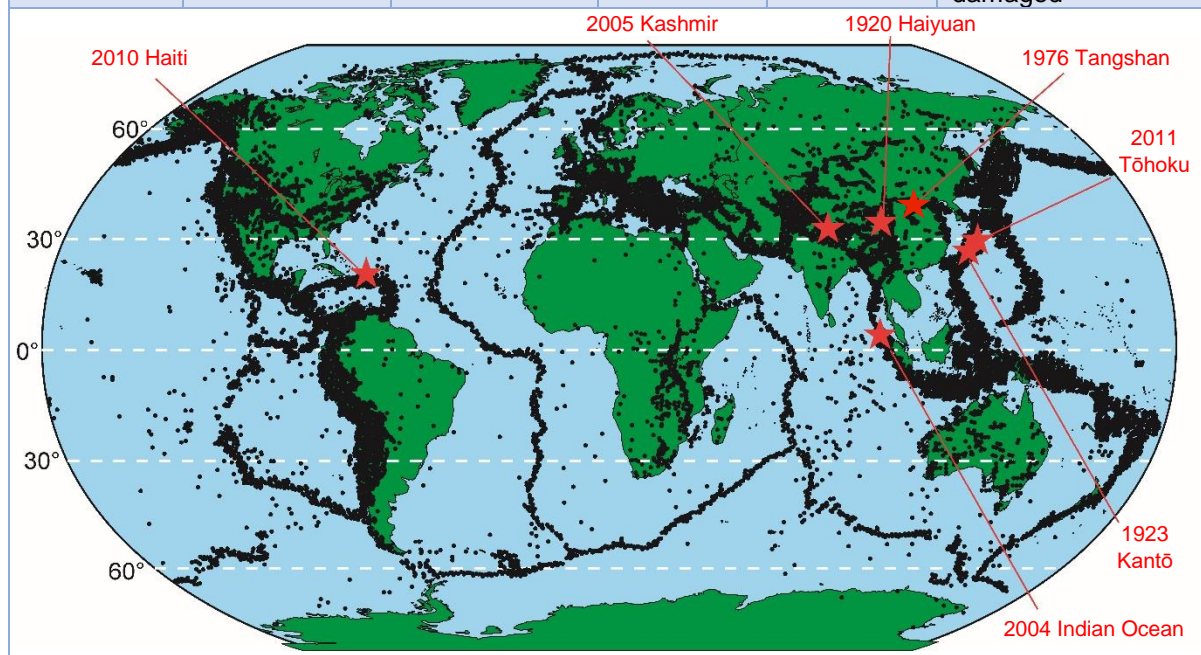 damaged
2005 Kashmir
1920 Haiyuan
2010 Haiti
1976 Tangshan
60°
2011
Tōhoku
30°
0°
30°
1923
Kantō
60°
2004 Indian Ocean